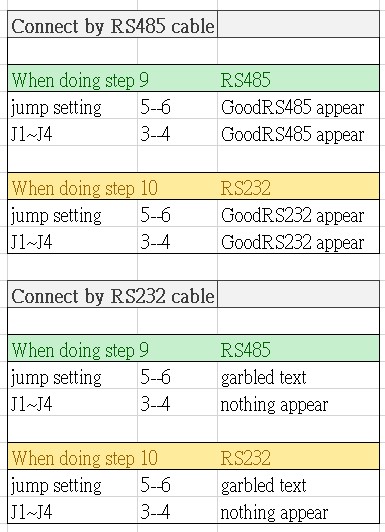 Connect by RS485 cable
When doing step 9 RS485
jump setting 5--6 GoodRS485 appear
J1~J4 3--4 GoodRS485 appear
When doing step 10 RS232
jump setting 5--6 GoodRS232 appear
J1~J4 3--4 GoodRS232 appear
Connect by RS232 cable
When doing step 9 RS485
jump setting 5--6 garbled text
J1~J4 3--4 nothing appear
When doing step 10 RS232
jump setting 5--6 garbled text
J1~J4 3--4 nothing appear